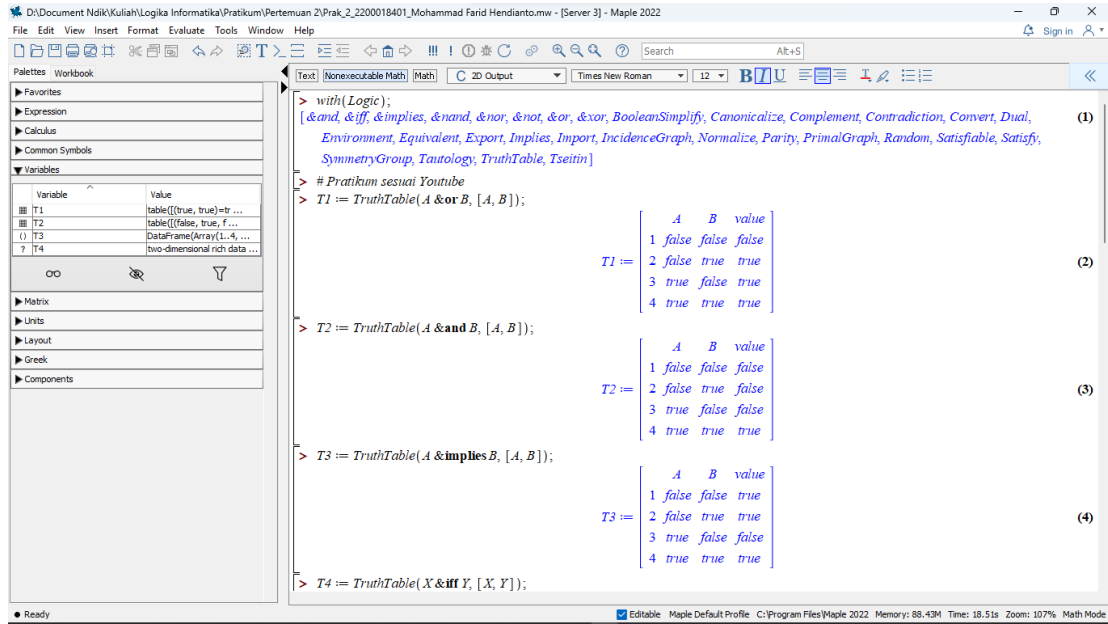 D:\Document Ndik\Kuliah\Logika Informatika\Pratikum\Pertemuan 2\Prak_2_2200018401_Mohammad Farid Hendianto.mw - [Server 3] - Maple 2022
File Edit View Insert Format Evaluate Tools Window Help
Sign in
Search Alt+S
Palettes Workbook
Text Nonexecutable Math Math C 2D Output Times New Roman 12 B I U
Favorites
Expression
Calculus
Common Symbols
Variables
Variable Value
T1 table([(true, true)=tr ...
T2 table([(false, true, f ...
T3 DataFrame(Array(1..4, ...
T4 two-dimensional rich data ...
Matrix
Units
Layout
Greek
Components
> with(Logic);
[&and, &iff, &implies, &nand, &nor, &not, &or, &xor, BooleanSimplify, Canonicalize, Complement, Contradiction, Convert, Dual, (1)
Environment, Equivalent, Export, Implies, Import, IncidenceGraph, Normalize, Parity, PrimalGraph, Random, Satisfiable, Satisfy,
SymmetryGroup, Tautology, TruthTable, Tseitin]
> # Pratikum sesuai Youtube
> T1 := TruthTable(A &or B, [A, B]);
A B value
1 false false false
T1 := 2 false true true (2)
3 true false true
4 true true true
> T2 := TruthTable(A &and B, [A, B]);
A B value
1 false false false
T2 := 2 false true false (3)
3 true false false
4 true true true
> T3 := TruthTable(A &implies B, [A, B]);
A B value
1 false false true
T3 := 2 false true true (4)
3 true false false
4 true true true
> T4 := TruthTable(X &iff Y, [X, Y]);
Ready
Editable Maple Default Profile C:\Program Files\Maple 2022 Memory: 88.43M Time: 18.51s Zoom: 107% Math Mode